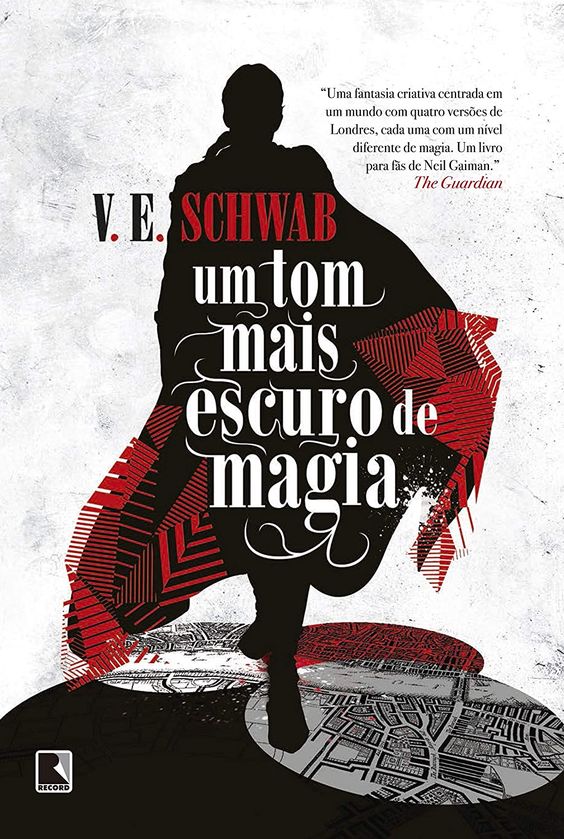 “Uma fantasia criativa centrada em
um mundo com quatro versões de
Londres, cada uma com um nível
diferente de magia. Um livro
para fãs de Neil Gaiman.”
The Guardian
V. E. SCHWAB
um tom
mais
escuro de
magia
R
RECORD